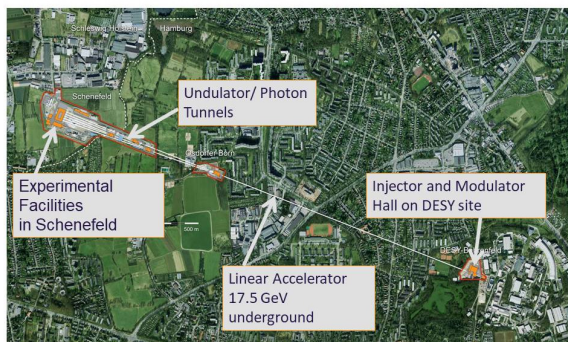 Schleswig-Holstein
Hamburg
Schenefeld
Undulator/ Photon
Tunnels
Osdorfer Born
Experimental
Facilities
in Schenefeld
Injector and Modulator
Hall on DESY site
500 m
DESY-Bahrenfeld
Linear Accelerator
17.5 GeV
underground